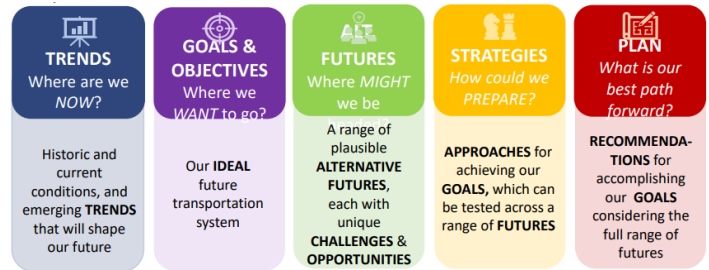 TRENDS
Where are we
NOW?
Historic and
current
conditions, and
emerging TRENDS
that will shape
our future
GOALS &
OBJECTIVES
Where we
WANT to go?
Our IDEAL
future
transportation
system
ALT
FUTURES
Where MIGHT
we be
headed?
A range of
plausible
ALTERNATIVE
FUTURES,
each with
unique
CHALLENGES &
OPPORTUNITIES
STRATEGIES
How could we
PREPARE?
APPROACHES for
achieving our
GOALS, which can
be tested across a
range of FUTURES
PLAN
What is our
best path
forward?
RECOMMENDA-
TIONS for
accomplishing
our GOALS
considering the
full range of
futures